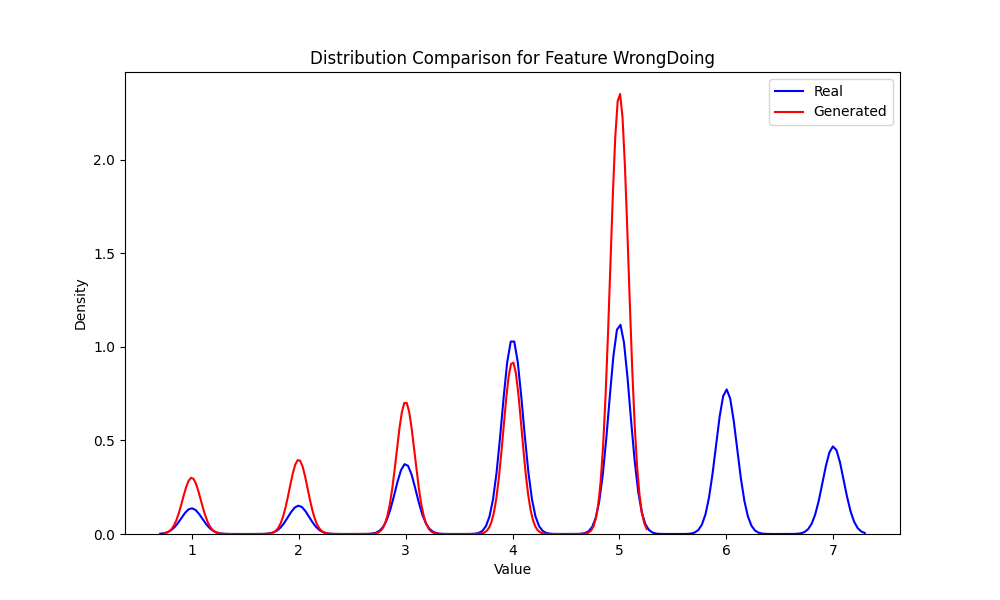 Distribution Comparison for Feature WrongDoing
Real
Generated
2.0
1.5
1.0
0.5
0.0
Density
1 2 3 4 5 6 7
Value